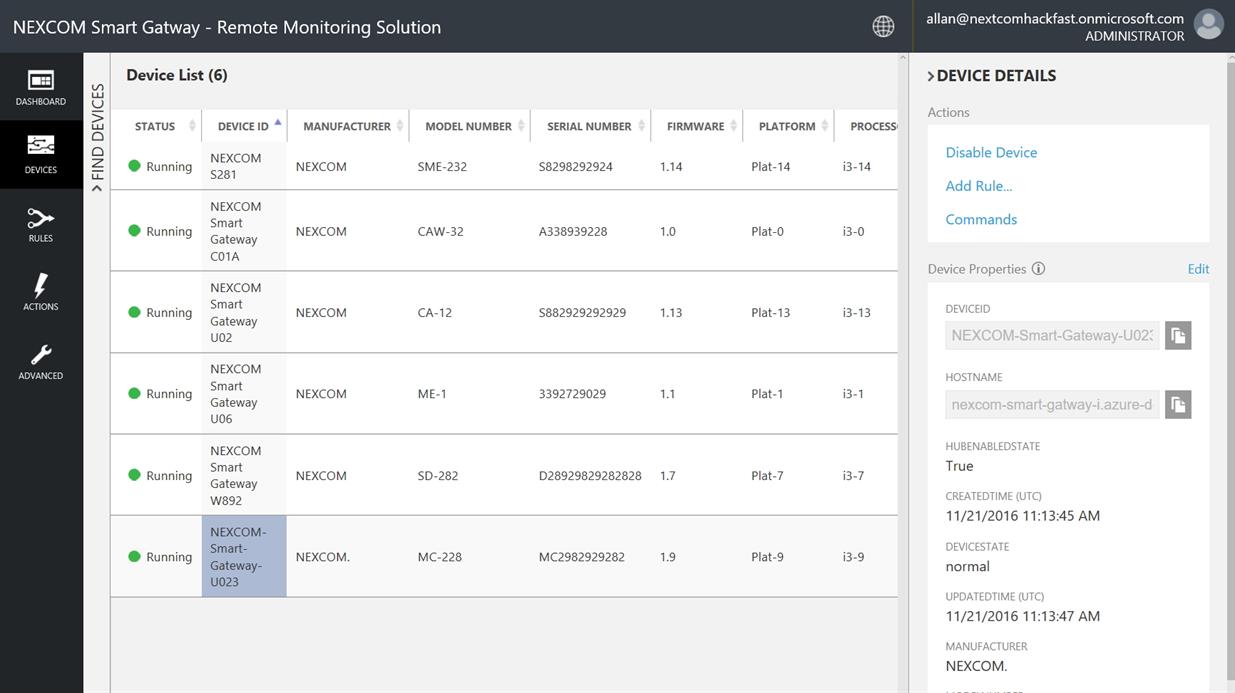 NEXCOM Smart Gatway - Remote Monitoring Solution
allan@nextcomhackfast.onmicrosoft.com
ADMINISTRATOR
DASHBOARD
DEVICES
RULES
ACTIONS
ADVANCED
FIND DEVICES
Device List (6)
STATUS DEVICE ID MANUFACTURER MODEL NUMBER SERIAL NUMBER FIRMWARE PLATFORM PROCESS
Running NEXCOM S281 NEXCOM SME-232 S8298292924 1.14 Plat-14 i3-14
Running NEXCOM Smart Gateway C01A NEXCOM CAW-32 A338939228 1.0 Plat-0 i3-0
Running NEXCOM Smart Gateway U02 NEXCOM CA-12 S882929292929 1.13 Plat-13 i3-13
Running NEXCOM Smart Gateway U06 NEXCOM ME-1 3392729029 1.1 Plat-1 i3-1
Running NEXCOM Smart Gateway W892 NEXCOM SD-282 D28929829282828 1.7 Plat-7 i3-7
Running NEXCOM-Smart-Gateway-U023 NEXCOM. MC-228 MC2982929282 1.9 Plat-9 i3-9
DEVICE DETAILS
Actions
Disable Device
Add Rule...
Commands
Device Properties Edit
DEVICEID
NEXCOM-Smart-Gateway-U023
HOSTNAME
nexcom-smart-gatway-i.azure-d
HUBENABLEDSTATE
True
CREATEDTIME (UTC)
11/21/2016 11:13:45 AM
DEVICESTATE
normal
UPDATEDTIME (UTC)
11/21/2016 11:13:47 AM
MANUFACTURER
NEXCOM.